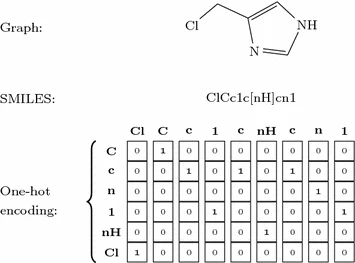 Graph:
Cl
NH
N
SMILES: ClCc1c[nH]cn1
Cl C c 1 c nH c n 1
C 0 1 0 0 0 0 0 0 0
c 0 0 1 0 1 0 1 0 0
One-hot
n 0 0 0 0 0 0 0 1 0
encoding:
1 0 0 0 1 0 0 0 0 1
nH 0 0 0 0 0 1 0 0 0
Cl 1 0 0 0 0 0 0 0 0